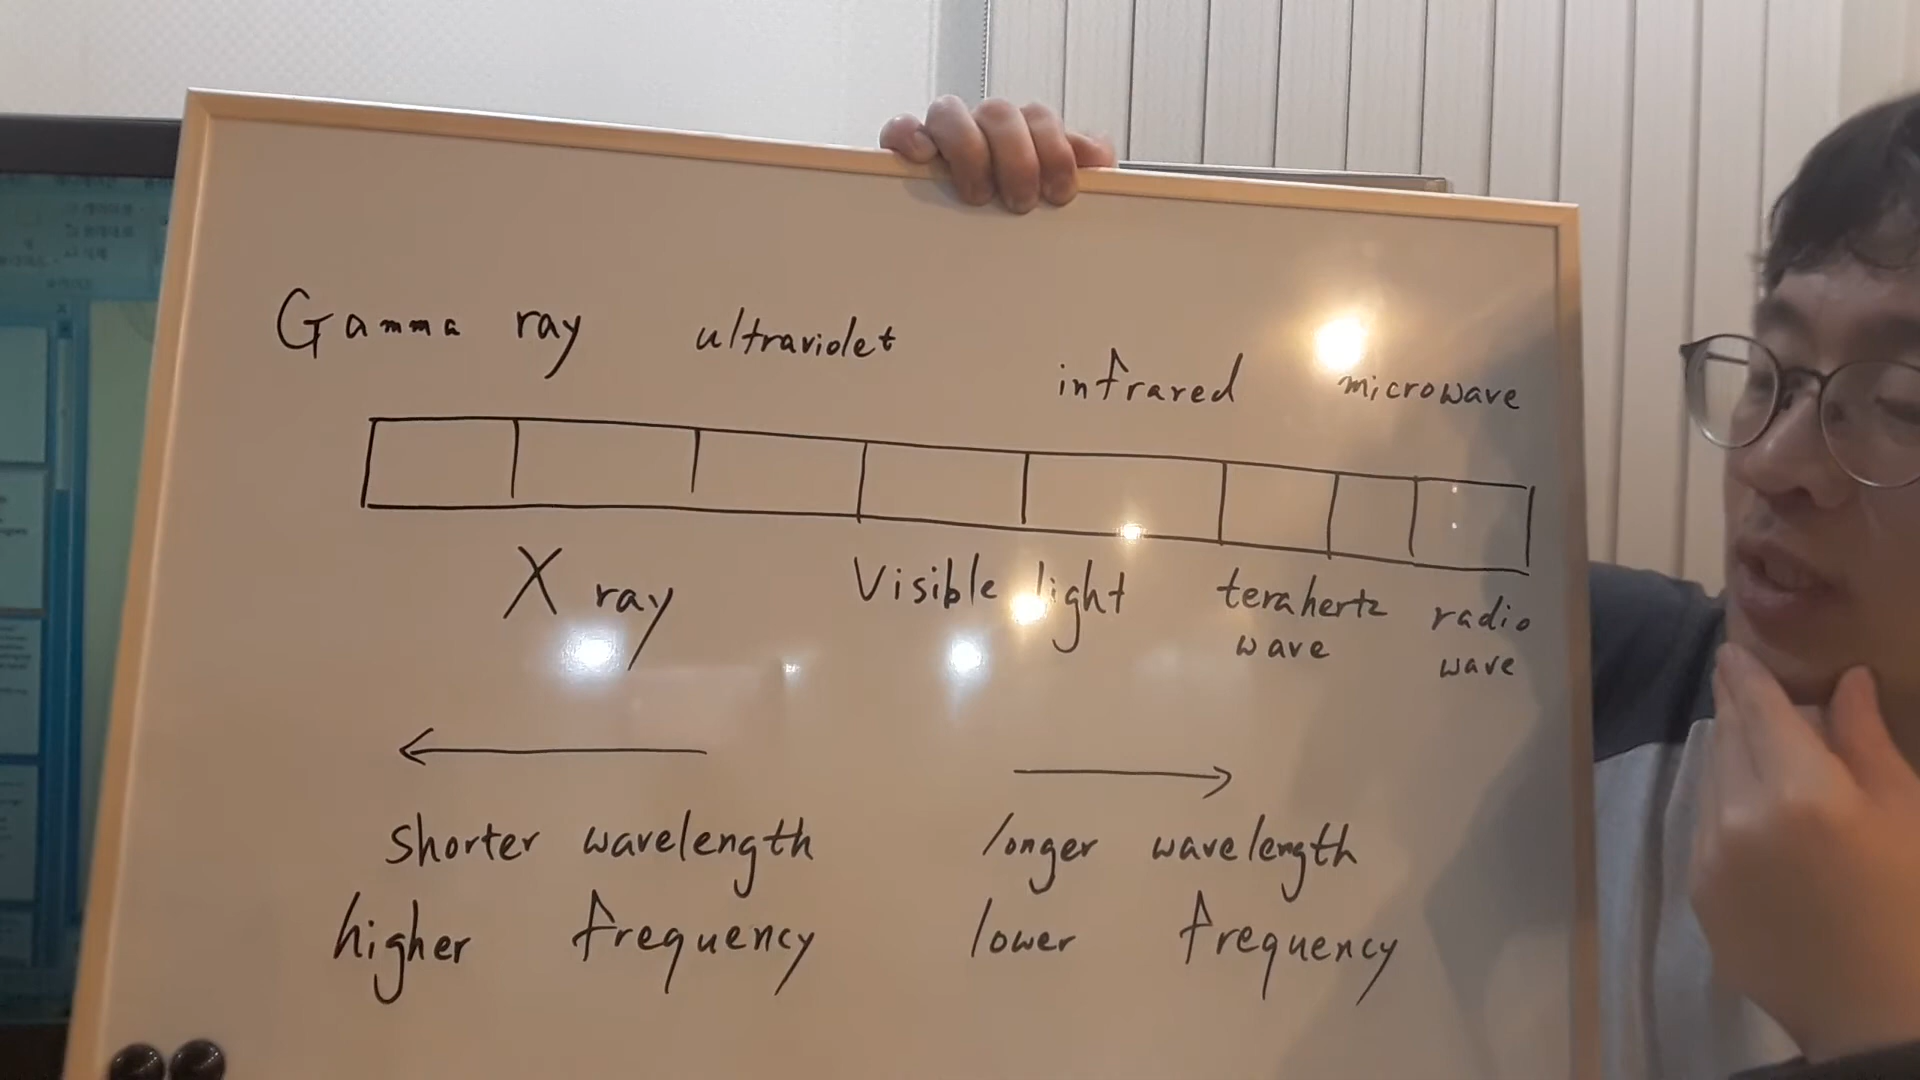 Gamma ray ultraviolet infrared microwave
X ray Visible light terahertz wave radio wave
shorter wavelength longer wavelength
higher frequency lower frequency